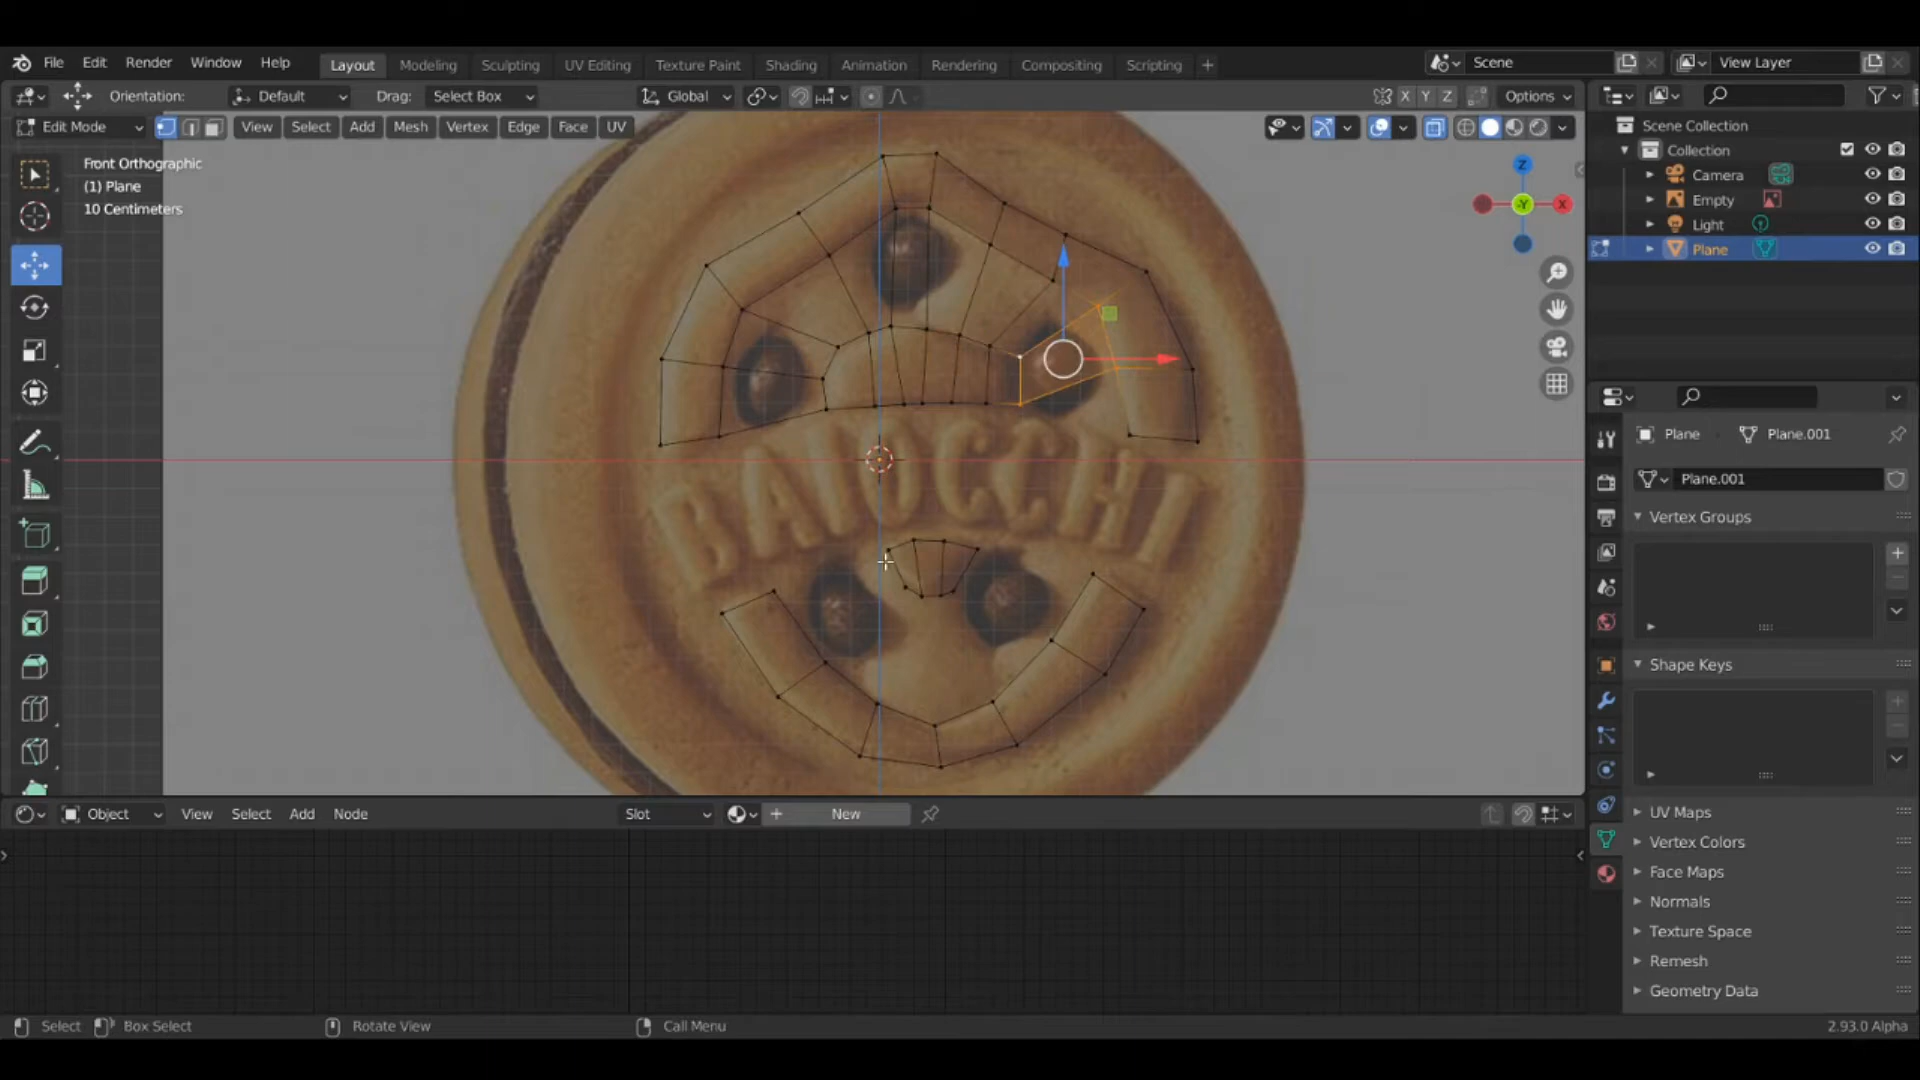 File Edit Render Window Help Layout Modeling Sculpting UV Editing Texture Paint Shading Animation Rendering Compositing Scripting + Scene View Layer
Orientation: Default Drag: Select Box Global X Y Z Options
Edit Mode View Select Add Mesh Vertex Edge Face UV
Front Orthographic
(1) Plane
10 Centimeters
Z
-Y X
BAIOCCHI
Scene Collection
Collection
Camera
Empty
Light
Plane
Plane Plane.001
Plane.001
Vertex Groups
Shape Keys
UV Maps
Vertex Colors
Face Maps
Normals
Texture Space
Remesh
Geometry Data
Object View Select Add Node Slot + New
Select Box Select Rotate View Call Menu 2.93.0 Alpha